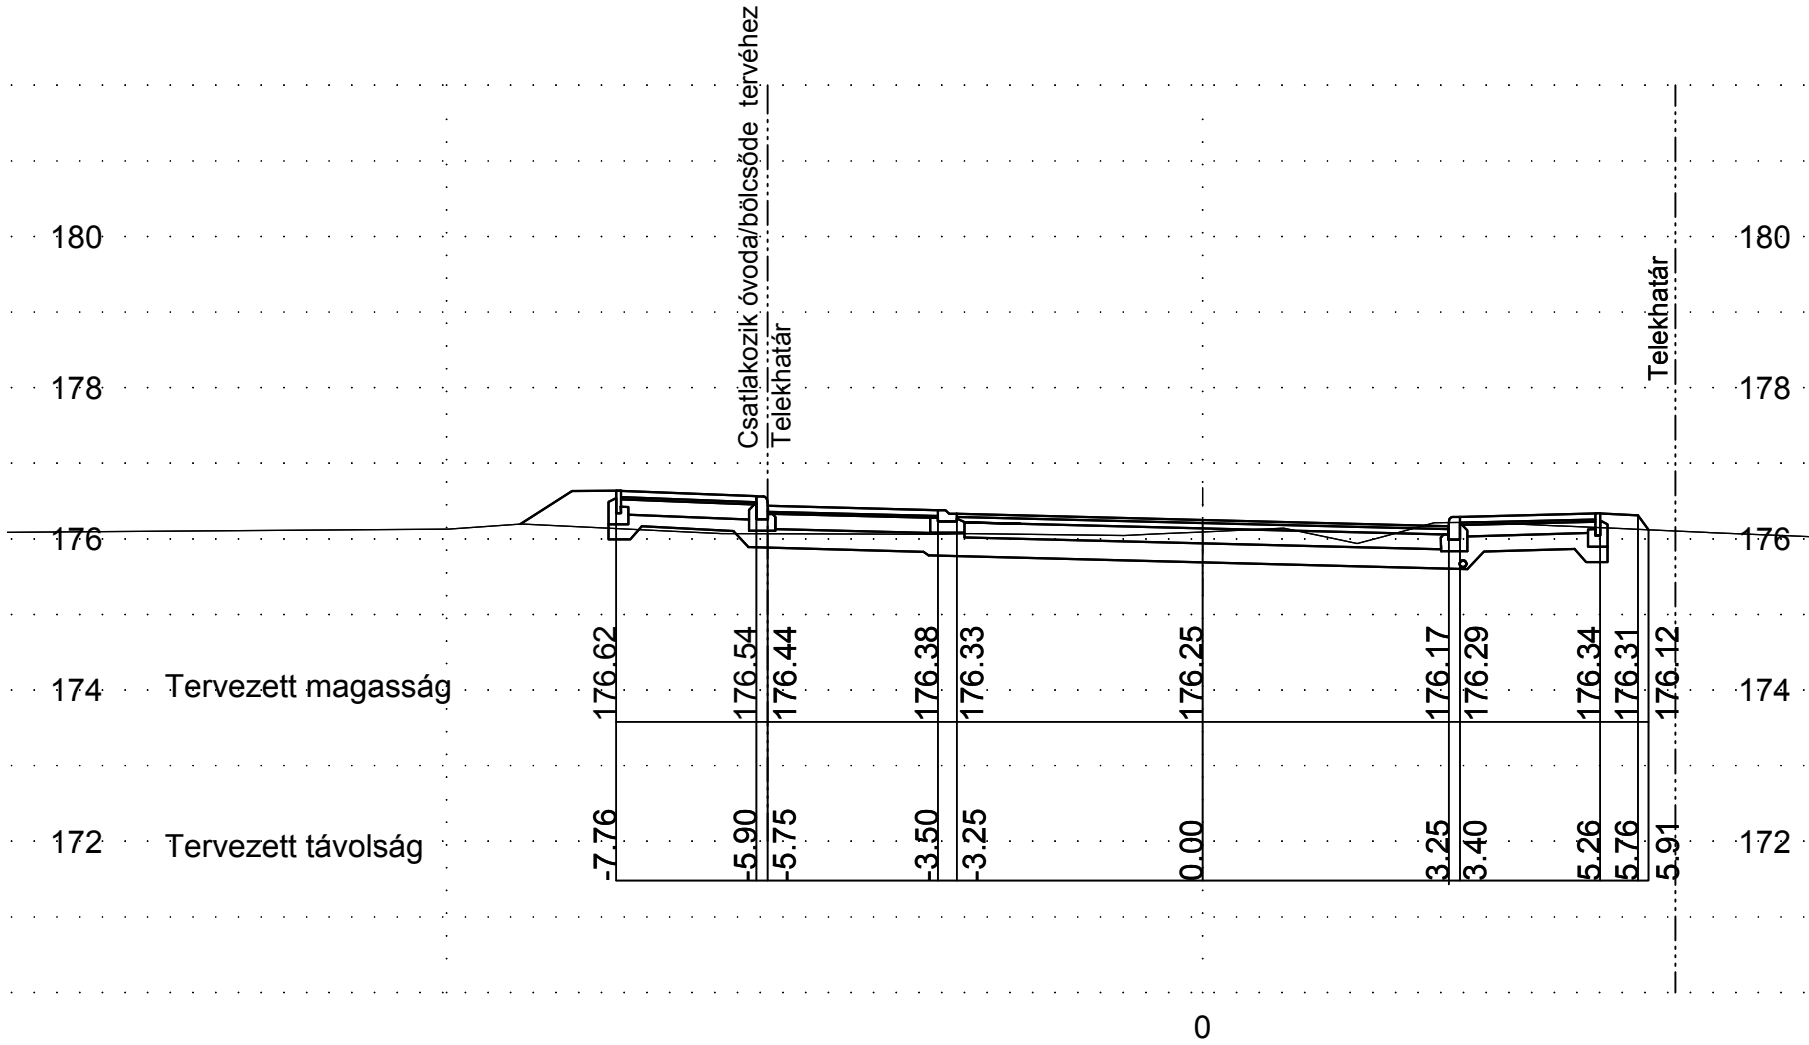 Csatlakozik óvoda/bölcsőde tervéhez
Telekhatár
Telekhatár
180 180
178 178
176 176
174 Tervezett magasság 176.62 176.54 176.44 176.38 176.33 176.25 176.17 176.29 176.34 176.31 176.12 174
172 Tervezett távolság -7.76 -5.90 -5.75 -3.50 -3.25 0.00 3.25 3.40 5.26 5.76 5.91 172
0